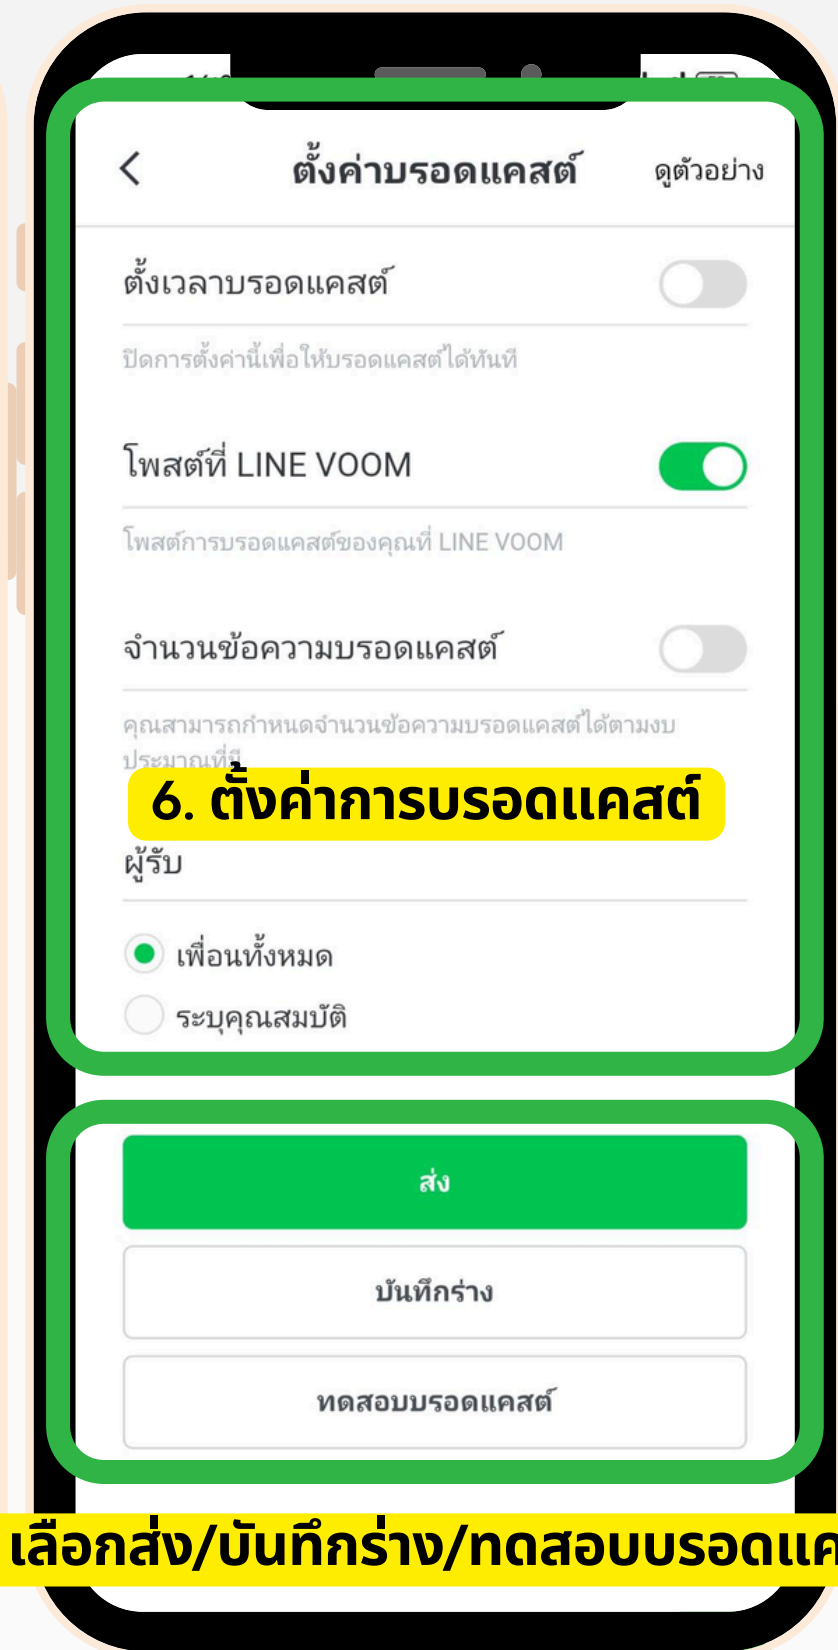 ตั้งค่าบรอดแคสต์
ดูตัวอย่าง
ตั้งเวลาบรอดแคสต์
ปิดการตั้งค่านี้เพื่อให้บรอดแคสต์ได้ทันที
โพสต์ที่ LINE VOOM
โพสต์การบรอดแคสต์ของคุณที่ LINE VOOM
จำนวนข้อความบรอดแคสต์
คุณสามารถกำหนดจำนวนข้อความบรอดแคสต์ได้ตามงบ
ประมาณที่มี
6. ตั้งค่าการบรอดแคสต์
ผู้รับ
เพื่อนทั้งหมด
ระบุคุณสมบัติ
ส่ง
บันทึกร่าง
ทดสอบบรอดแคสต์
เลือกส่ง/บันทึกร่าง/ทดสอบบรอดแค